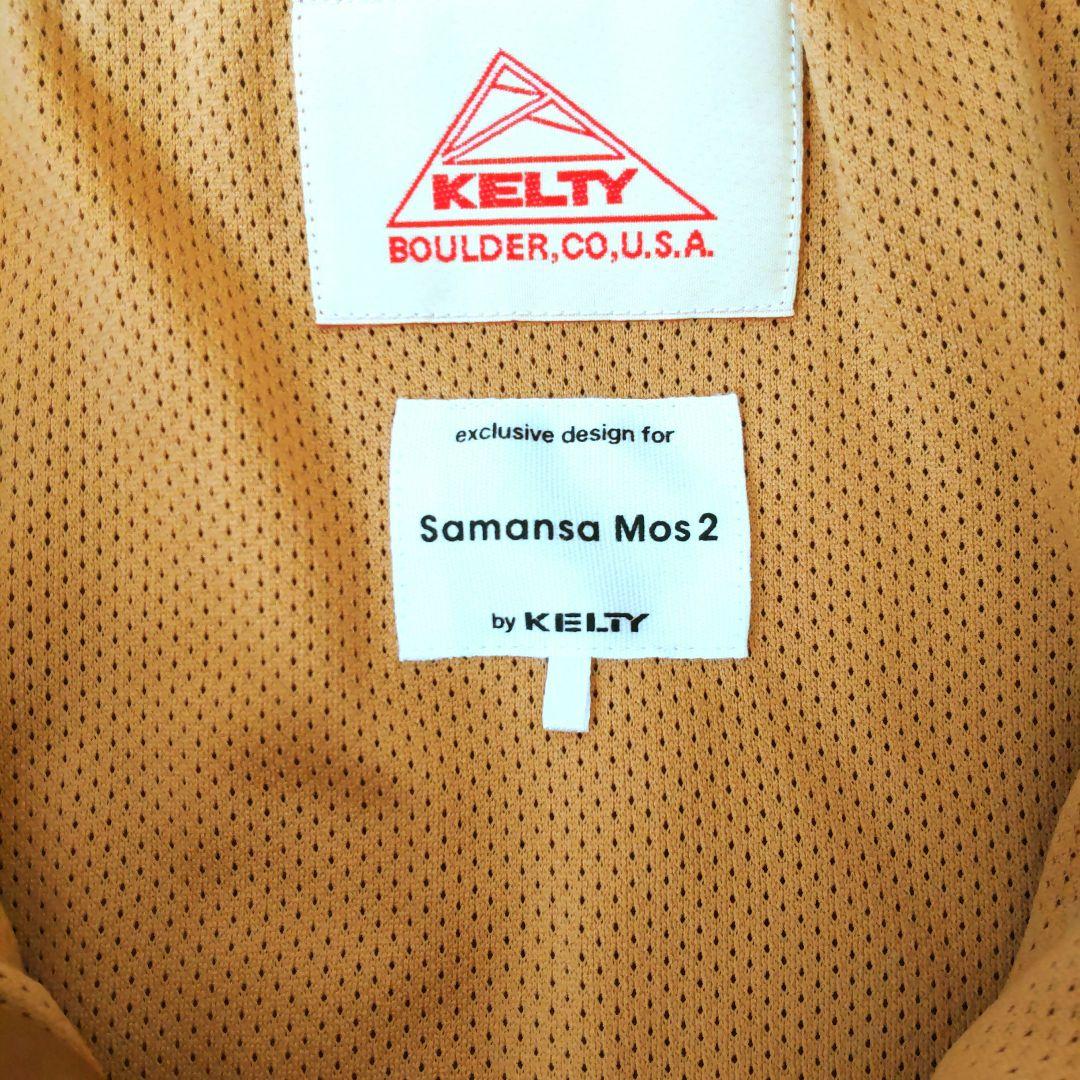 KELTY
BOULDER,CO,U.S.A.
exclusive design for
Samansa Mos2
by KELTY